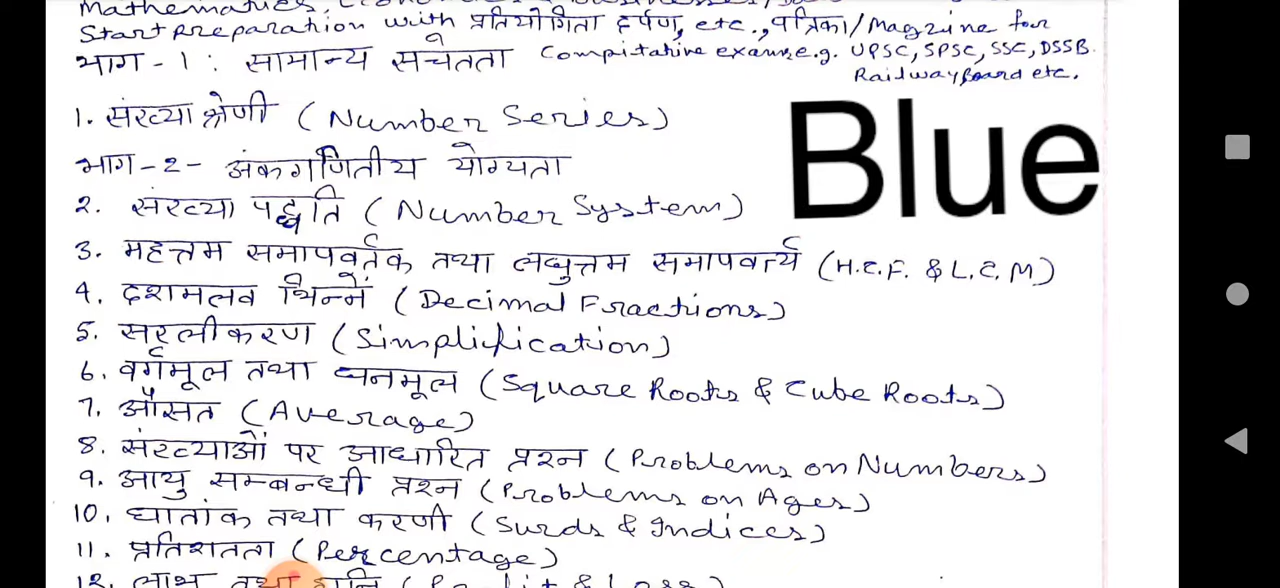 Start preparation with प्रतियोगिता दर्पण, etc., पत्रिका/Magzine for
भाग - 1 : सामान्य सचेतता Compitative exams e.g. UPSC, SPSC, SSC, DSSB.
Railway Board etc.
1. संख्या श्रेणी (Number Series)
Blue
भाग - 2 - अंकगणितीय योग्यता
2. संख्या पद्धति (Number System)
3. महत्तम समापवर्तक तथा लघुत्तम समापवर्त्य (H.C.F. & L.C.M)
4. दशमलव भिन्नें (Decimal Fractions)
5. सरलीकरण (Simplification)
6. वर्गमूल तथा घनमूल (Square Roots & Cube Roots)
7. औसत (Average)
8. संख्याओं पर आधारित प्रश्न (Problems on Numbers)
9. आयु सम्बन्धी प्रश्न (Problems on Ages)
10. घातांक तथा करणी (Surds & Indices)
11. प्रतिशतता (Percentage)
12. लाभ तथा हानि (Profit & Loss)